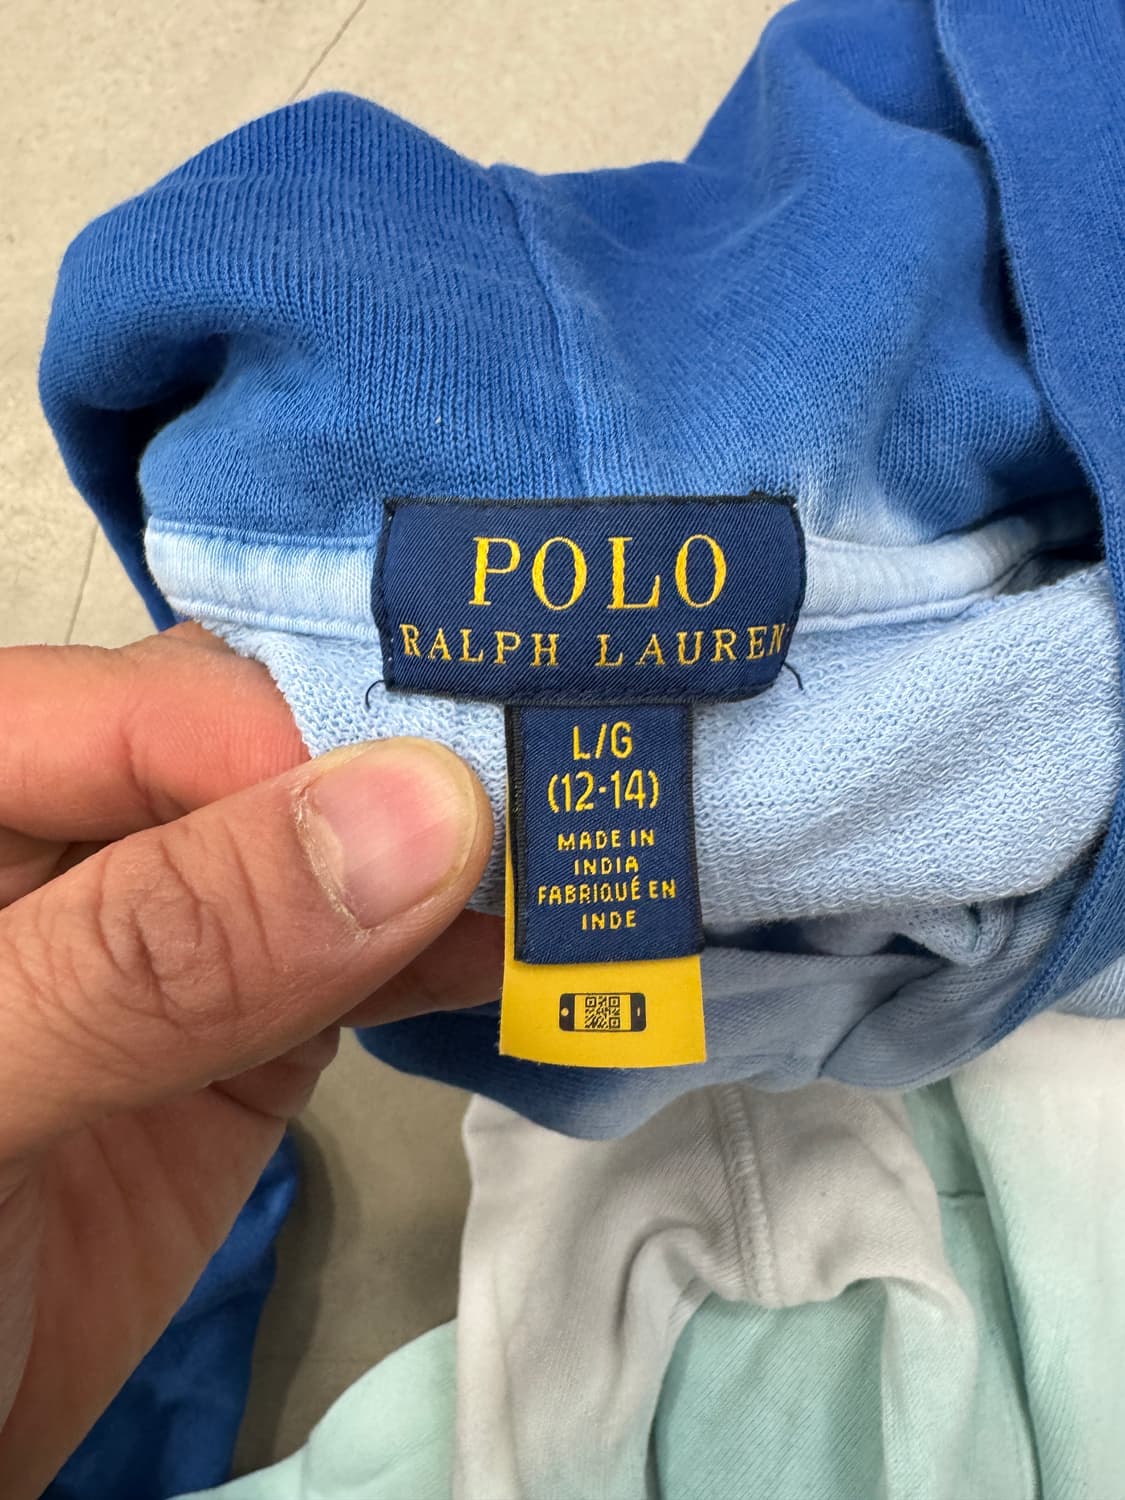 POLO
RALPH LAUREN
L/G
(12-14)
MADE IN
INDIA
FABRIQUÉ EN
INDE